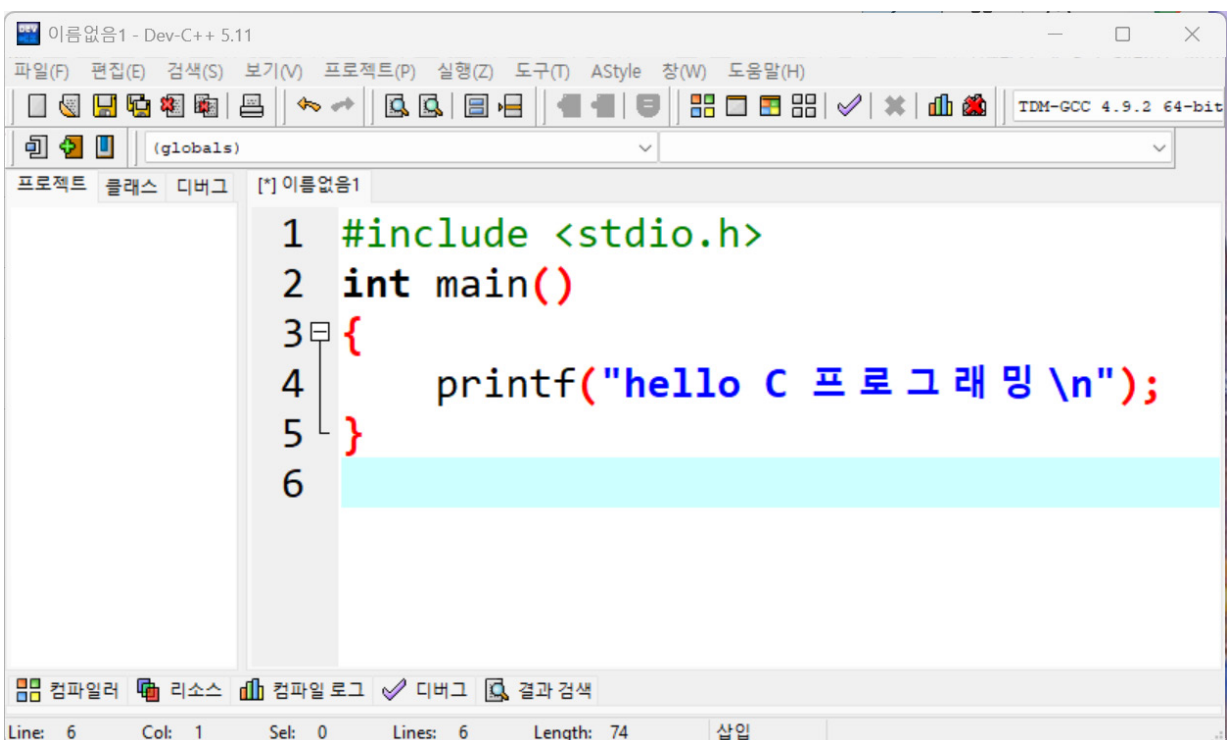 이름없음1 - Dev-C++ 5.11
파일(F) 편집(E) 검색(S) 보기(V) 프로젝트(P) 실행(Z) 도구(T) AStyle 창(W) 도움말(H)
TDM-GCC 4.9.2 64-bit
(globals)
프로젝트 클래스 디버그 [*] 이름없음1
1 #include <stdio.h>
2 int main()
3 {
4 printf("hello C 프로그래밍\n");
5 }
6
컴파일러 리소스 컴파일 로그 디버그 결과 검색
Line: 6 Col: 1 Sel: 0 Lines: 6 Length: 74 삽입